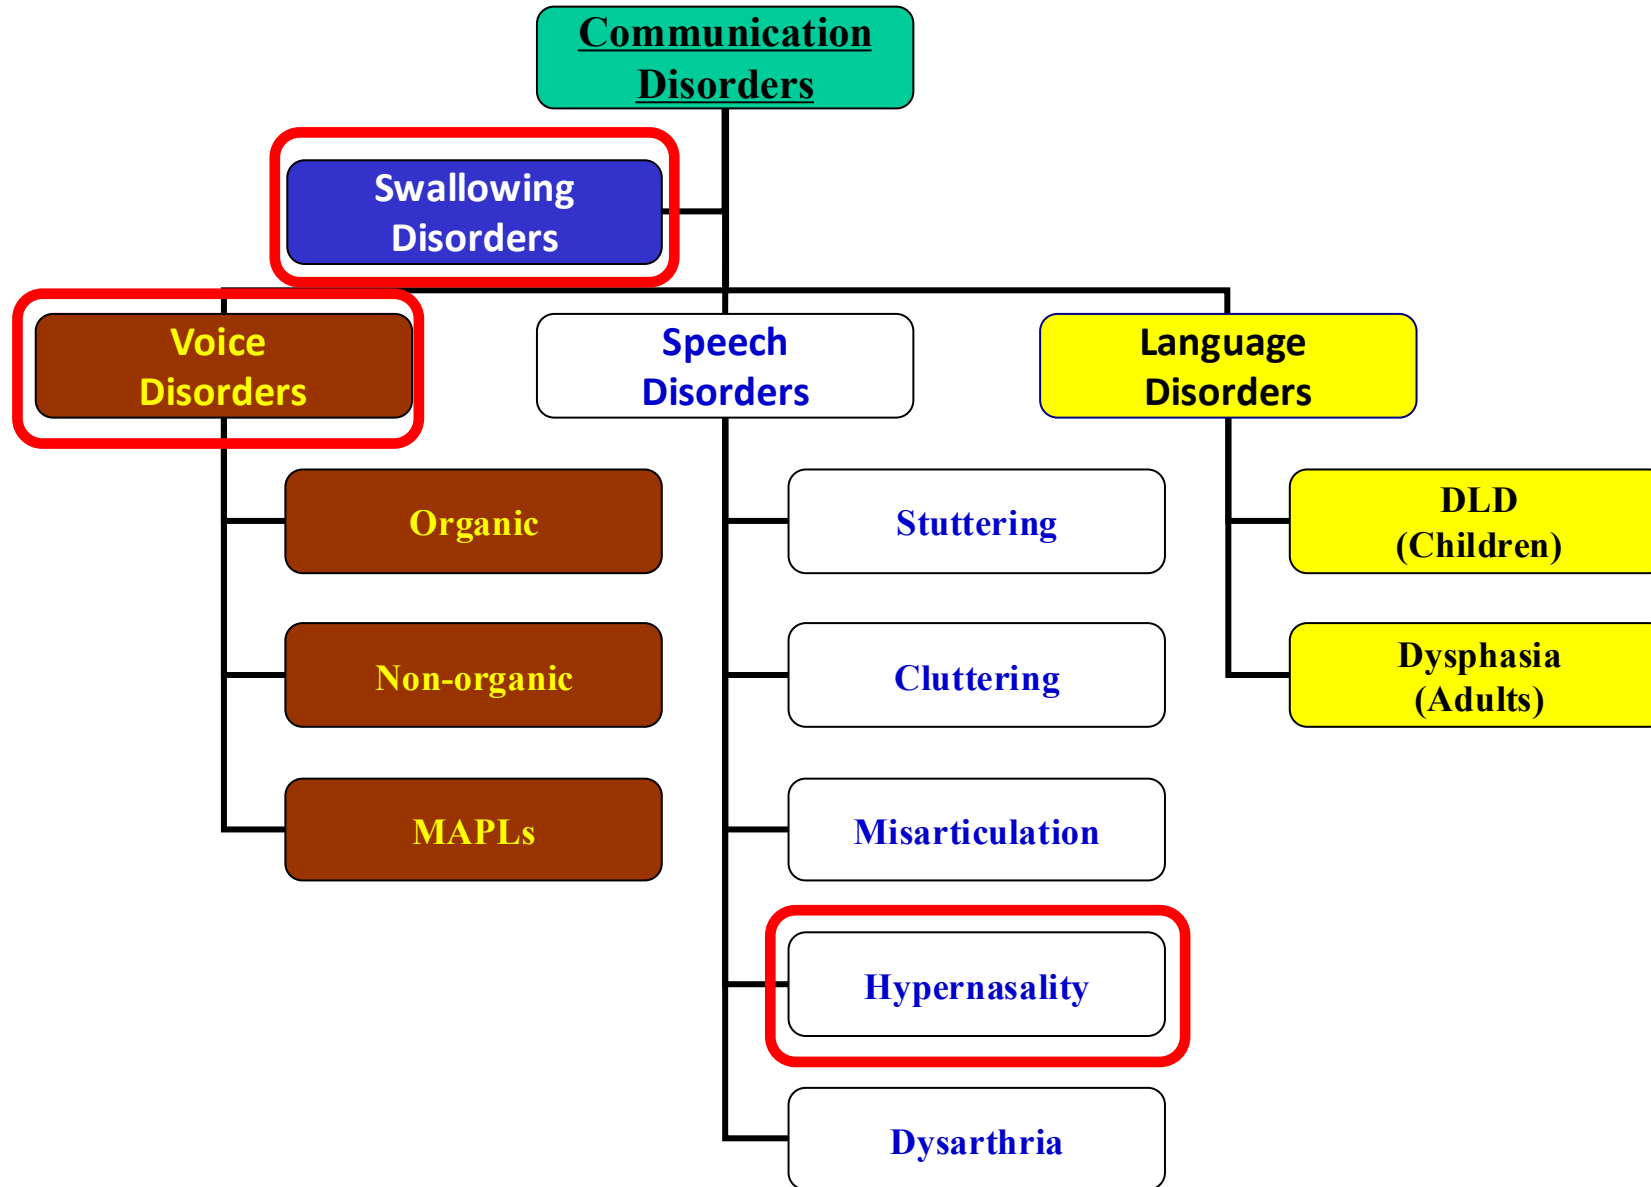 Communication
Disorders
Swallowing
Disorders
Voice
Disorders
Speech
Disorders
Language
Disorders
Organic
Non-organic
MAPLs
Stuttering
Cluttering
Misarticulation
Hypernasality
Dysarthria
DLD
(Children)
Dysphasia
(Adults)